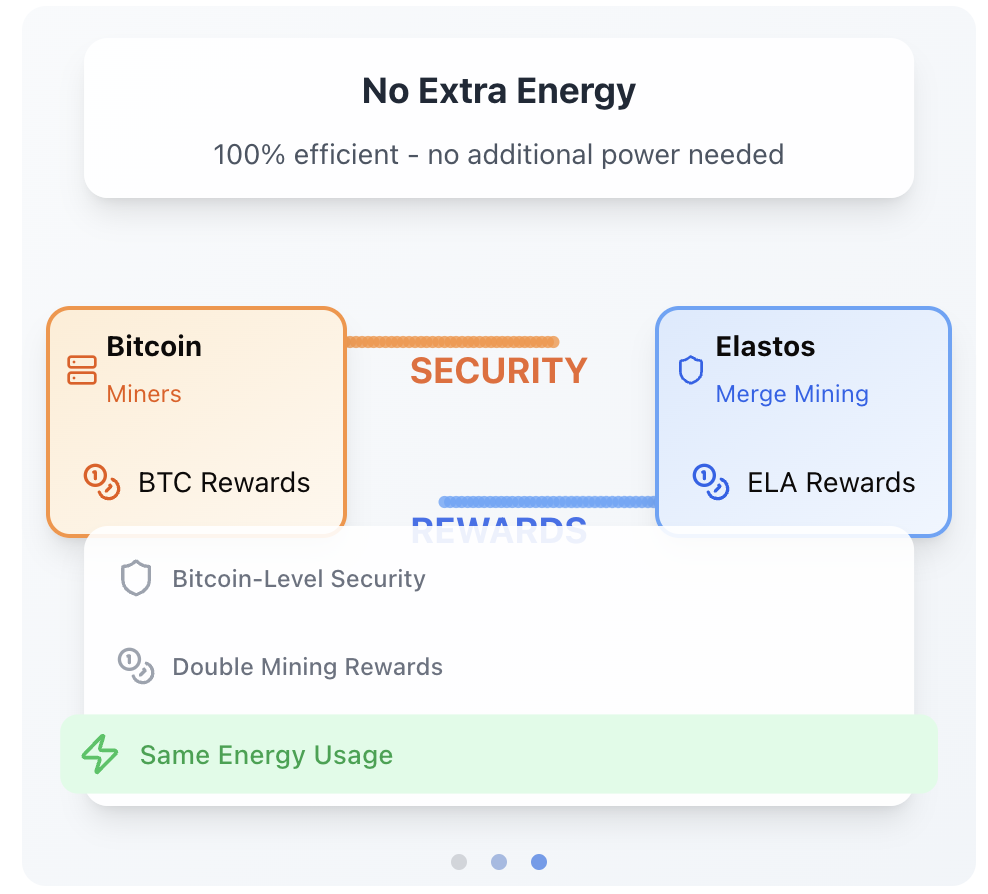 No Extra Energy
100% efficient - no additional power needed
Bitcoin
Miners
BTC Rewards
SECURITY
REWARDS
Elastos
Merge Mining
ELA Rewards
Bitcoin-Level Security
Double Mining Rewards
Same Energy Usage